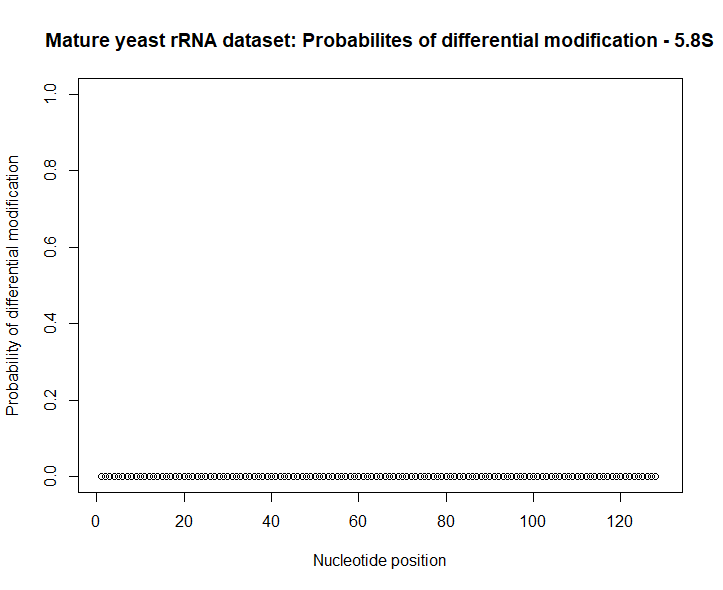 Mature yeast rRNA dataset: Probabilites of differential modification - 5.8S
Probability of differential modification
1.0
0.8
0.6
0.4
0.2
0.0
0 20 40 60 80 100 120
Nucleotide position